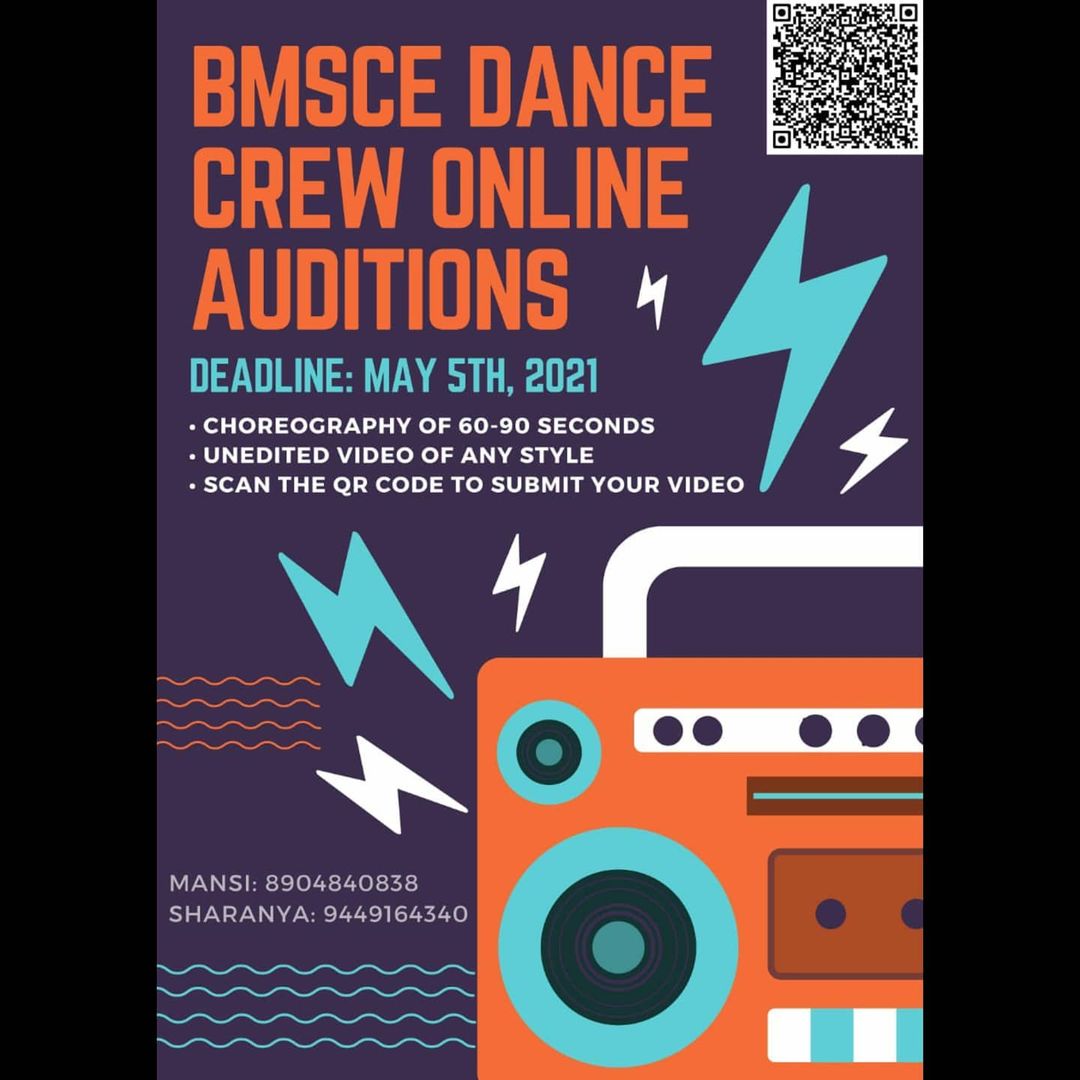 BMSCE DANCE
CREW ONLINE
AUDITIONS
DEADLINE: MAY 5TH, 2021
• CHOREOGRAPHY OF 60-90 SECONDS
• UNEDITED VIDEO OF ANY STYLE
• SCAN THE QR CODE TO SUBMIT YOUR VIDEO
MANSI: 8904840838
SHARANYA: 9449164340